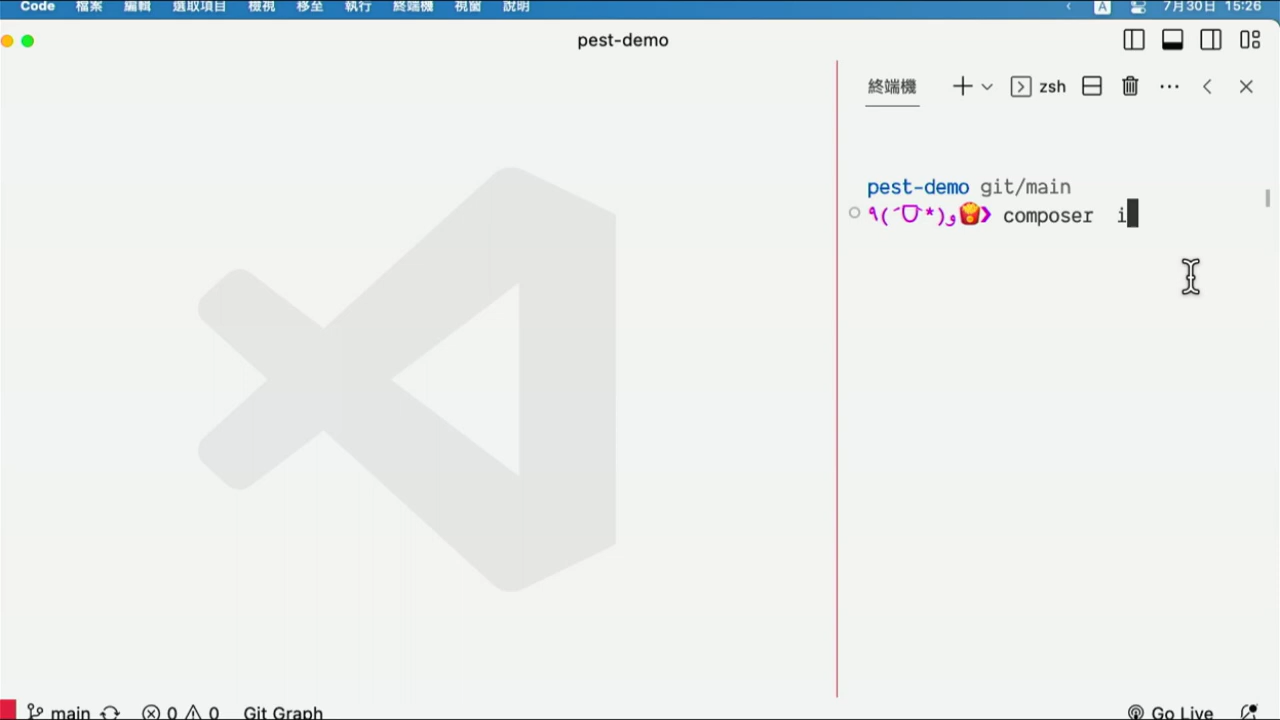 Code 檔案 編輯 選取項目 檢視 移至 執行 終端機 視窗 說明 A 7月30日 15:26
pest-demo
終端機 zsh
pest-demo git/main
٩(ˊᗜˋ*)و🍟❯ composer  i
main 0 0 Git Graph Go Live